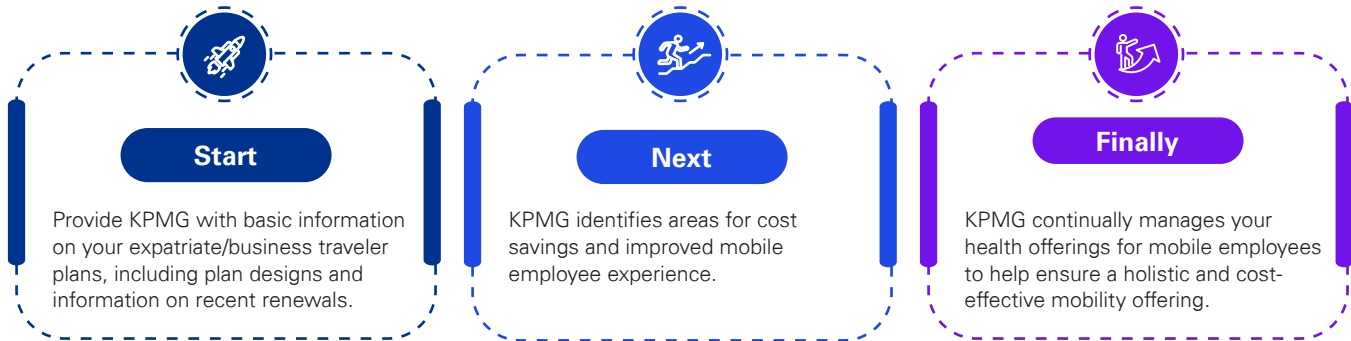 Start
Provide KPMG with basic information
on your expatriate/business traveler
plans, including plan designs and
information on recent renewals.
Next
KPMG identifies areas for cost
savings and improved mobile
employee experience.
Finally
KPMG continually manages your
health offerings for mobile employees
to help ensure a holistic and cost-
effective mobility offering.